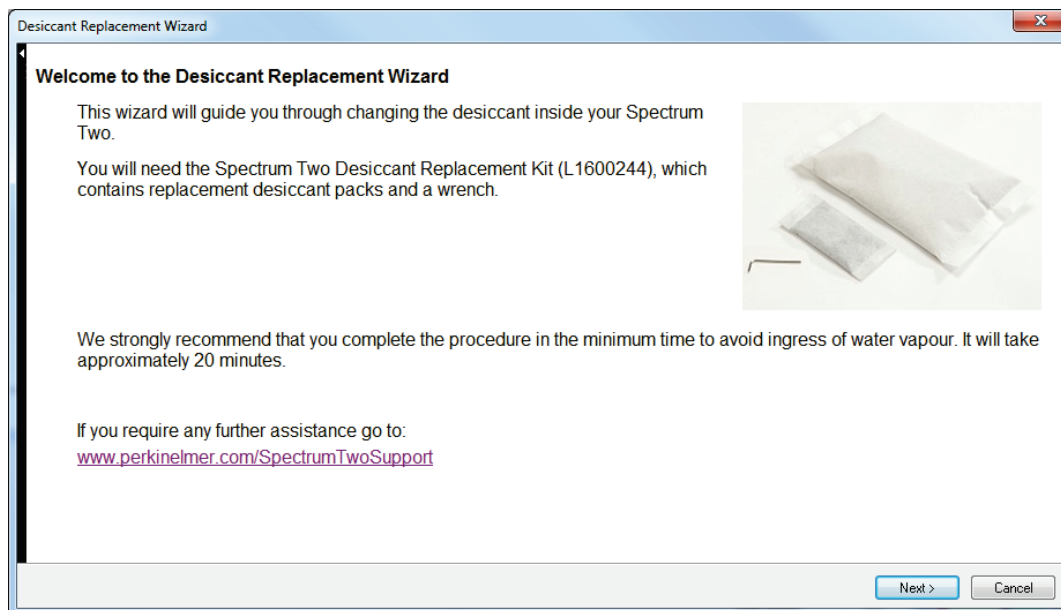 Desiccant Replacement Wizard
Welcome to the Desiccant Replacement Wizard
This wizard will guide you through changing the desiccant inside your Spectrum
Two.
You will need the Spectrum Two Desiccant Replacement Kit (L1600244), which
contains replacement desiccant packs and a wrench.
We strongly recommend that you complete the procedure in the minimum time to avoid ingress of water vapour. It will take
approximately 20 minutes.
If you require any further assistance go to:
www.perkinelmer.com/SpectrumTwoSupport
Next >
Cancel